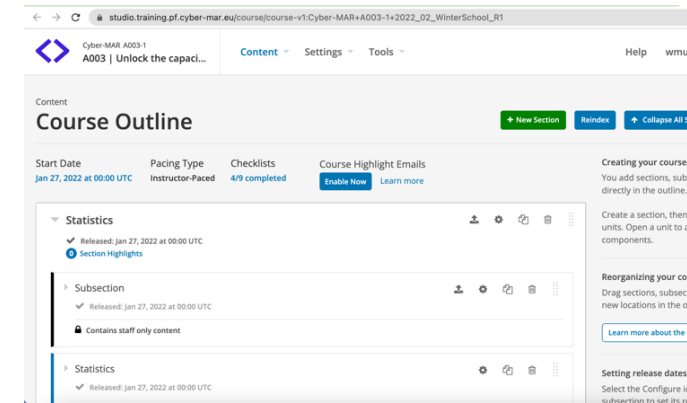 studio.training.pf.cyber-mar.eu/course/course-v1:Cyber-MAR+A003-1+2022_02_WinterSchool_R1
Cyber-MAR A003-1
A003 | Unlock the capaci...
Content
Settings
Tools
Help
wmu
Content
Course Outline
+ New Section
Reindex
Collapse All S
Start Date
Pacing Type
Checklists
Course Highlight Emails
Jan 27, 2022 at 00:00 UTC
Instructor-Paced
4/9 completed
Enable Now
Learn more
Statistics
Released: Jan 27, 2022 at 00:00 UTC
0 Section Highlights
Subsection
Released: Jan 27, 2022 at 00:00 UTC
Contains staff only content
Statistics
Released: Jan 27, 2022 at 00:00 UTC
Creating your course
You add sections, sub
directly in the outline.
Create a section, then
units. Open a unit to a
components.
Reorganizing your co
Drag sections, subsec
new locations in the o
Learn more about the
Setting release dates
Select the Configure i
subsection to set its r